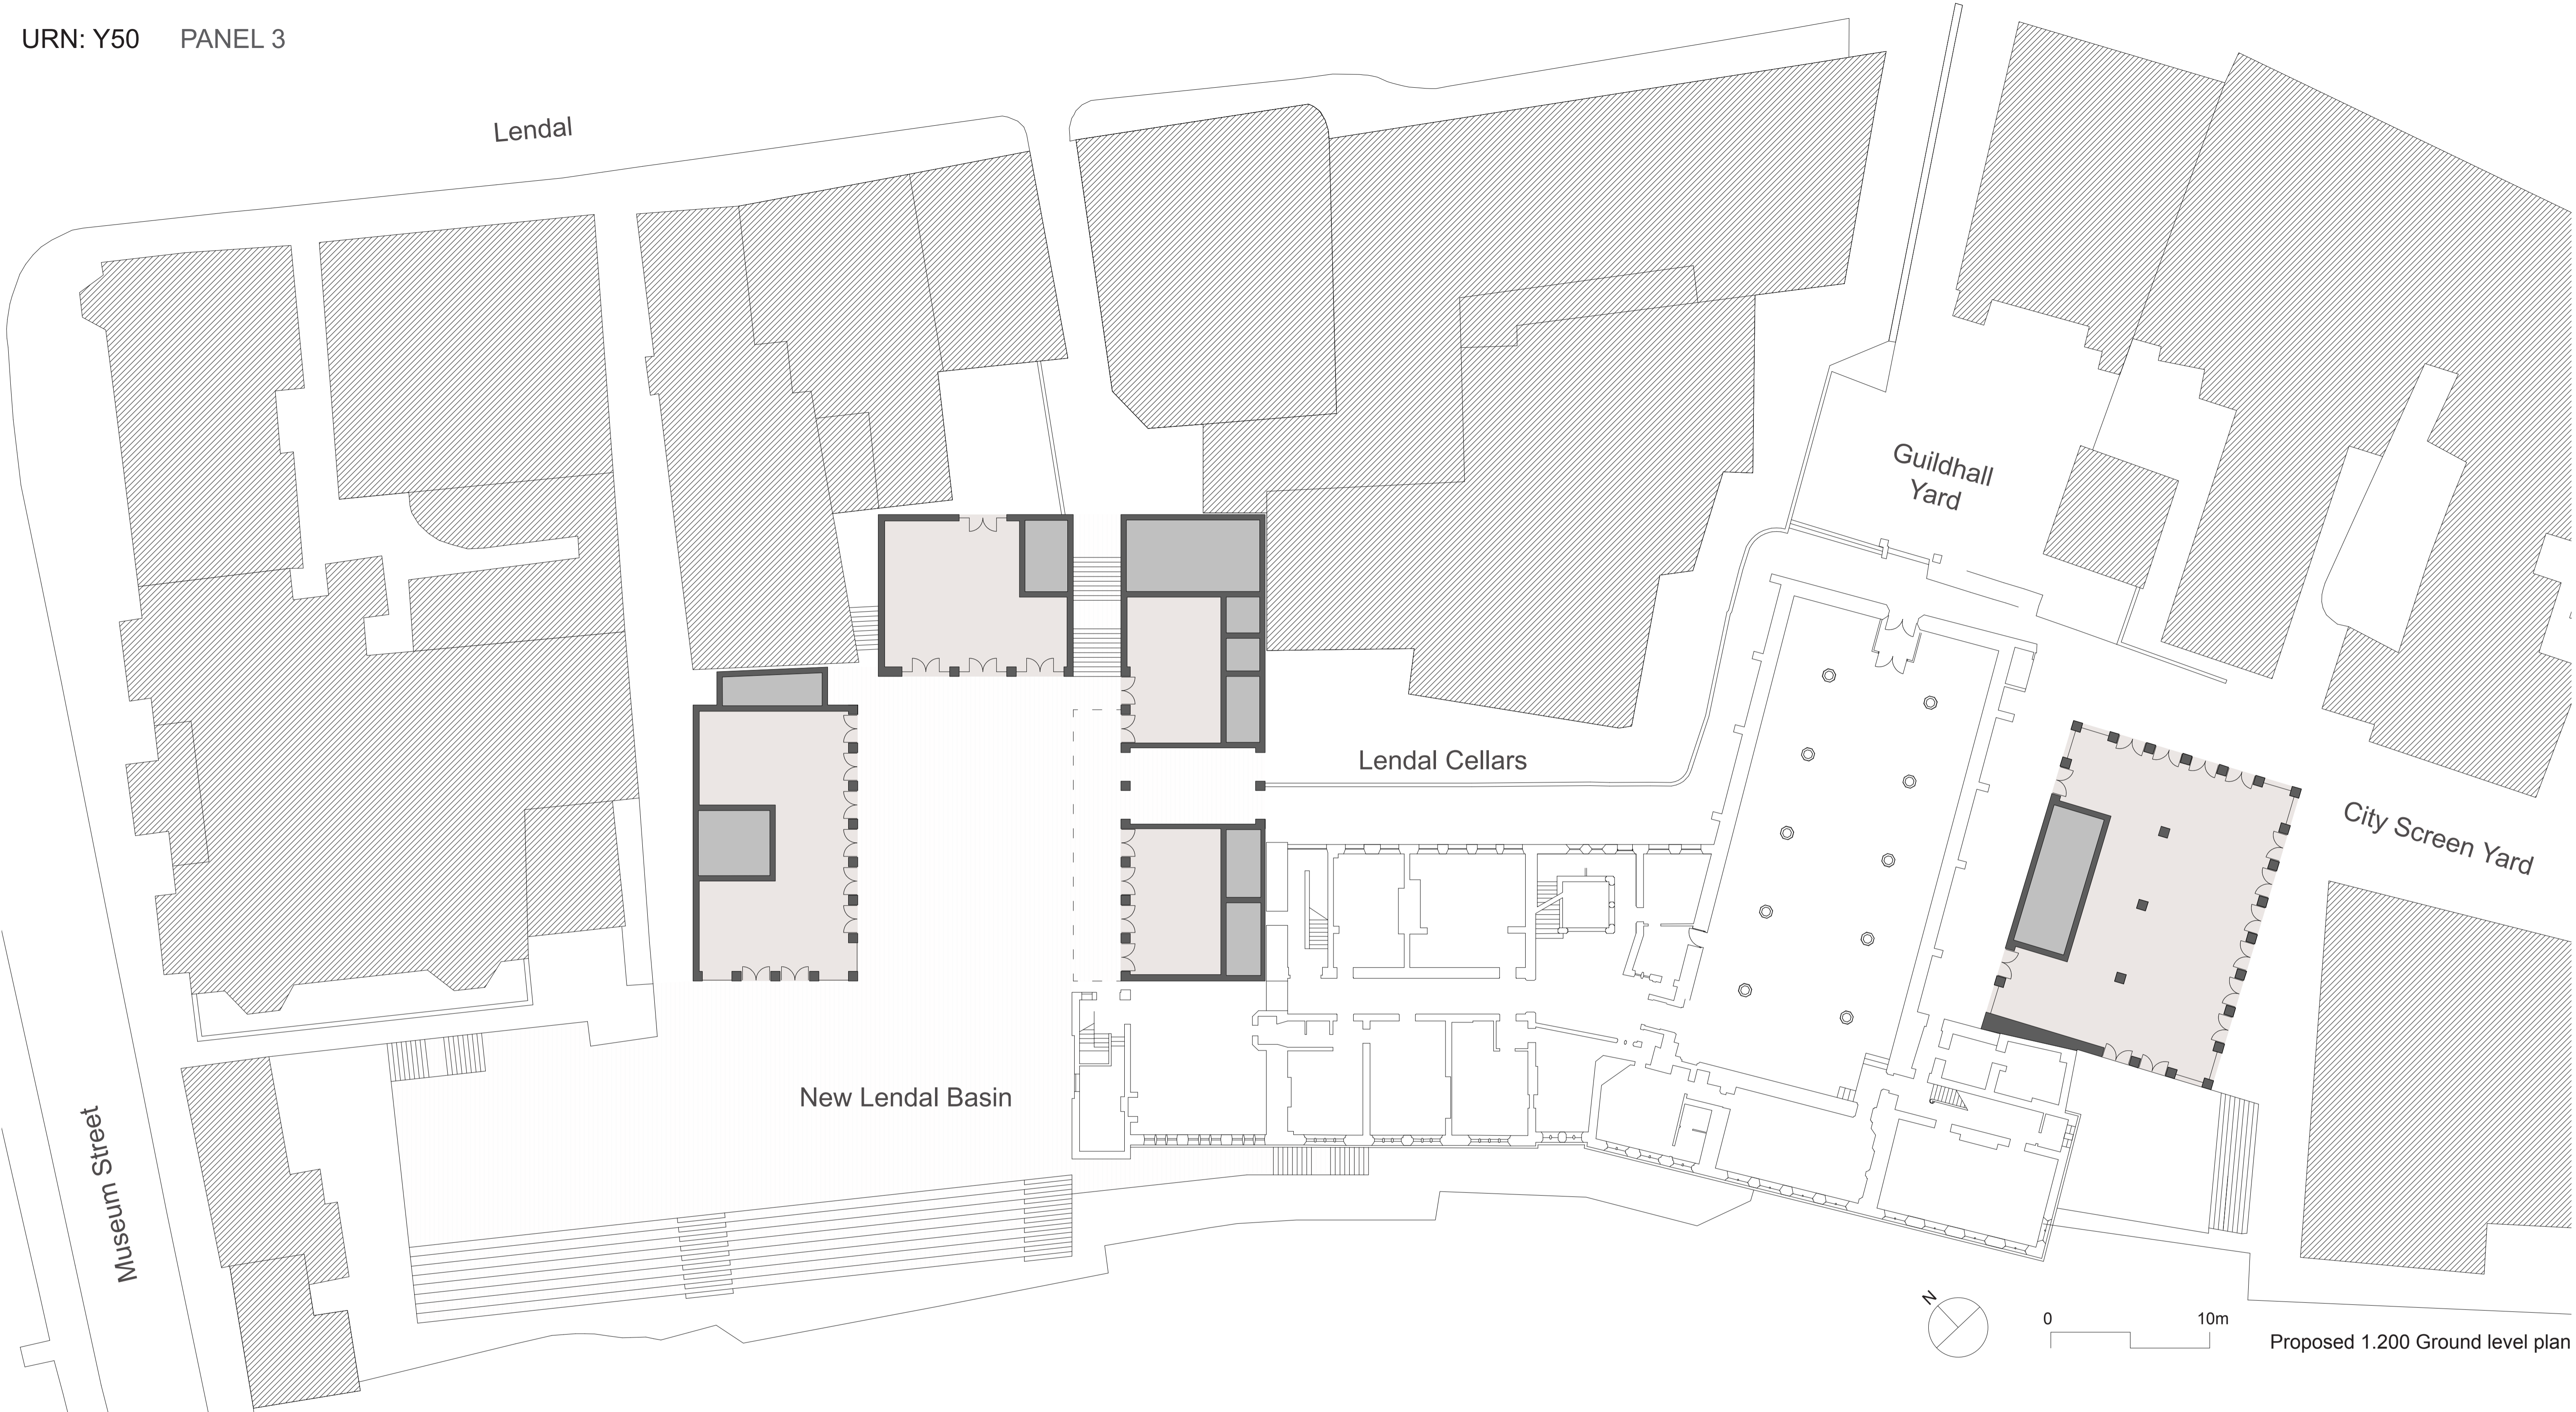 URN: Y50 PANEL 3
Lendal
Guildhall
Yard
Lendal Cellars
City Screen Yard
New Lendal Basin
Museum Street
N
0 10m
Proposed 1.200 Ground level plan